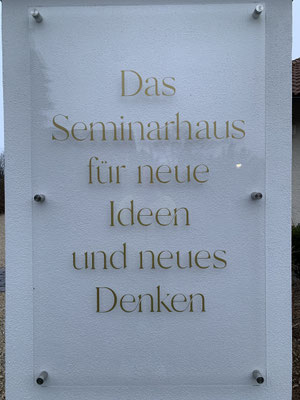 Das
Seminarhaus
für neue
Ideen
und neues
Denken